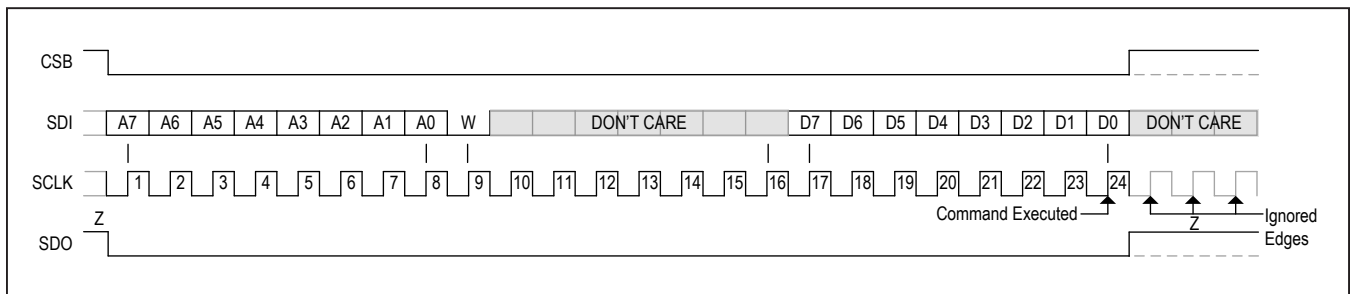 CSB
SDI A7 A6 A5 A4 A3 A2 A1 A0 W DON'T CARE D7 D6 D5 D4 D3 D2 D1 D0 DON'T CARE
SCLK 1 2 3 4 5 6 7 8 9 10 11 12 13 14 15 16 17 18 19 20 21 22 23 24
Command Executed
Z
Z
Ignored
Edges
SDO